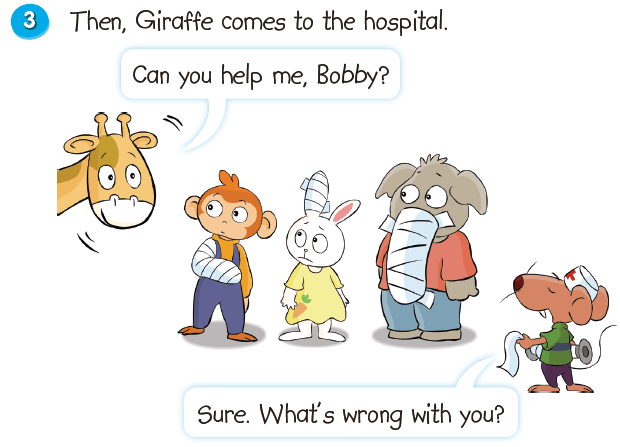 3 Then, Giraffe comes to the hospital.
Can you help me, Bobby?
Sure. What's wrong with you?